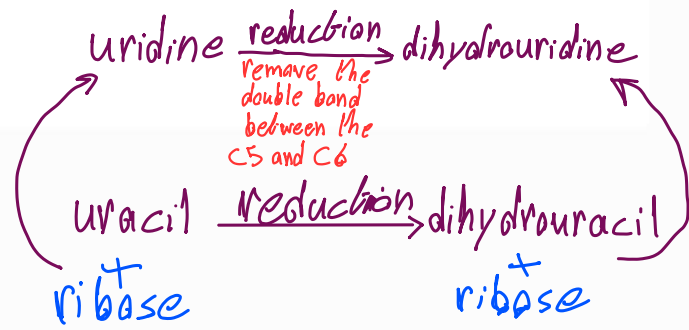 uridine reduction dihydrouridine
remave the
double band
between the
C5 and C6
uracil reduction dihydrouracil
+ +
ribose ribose